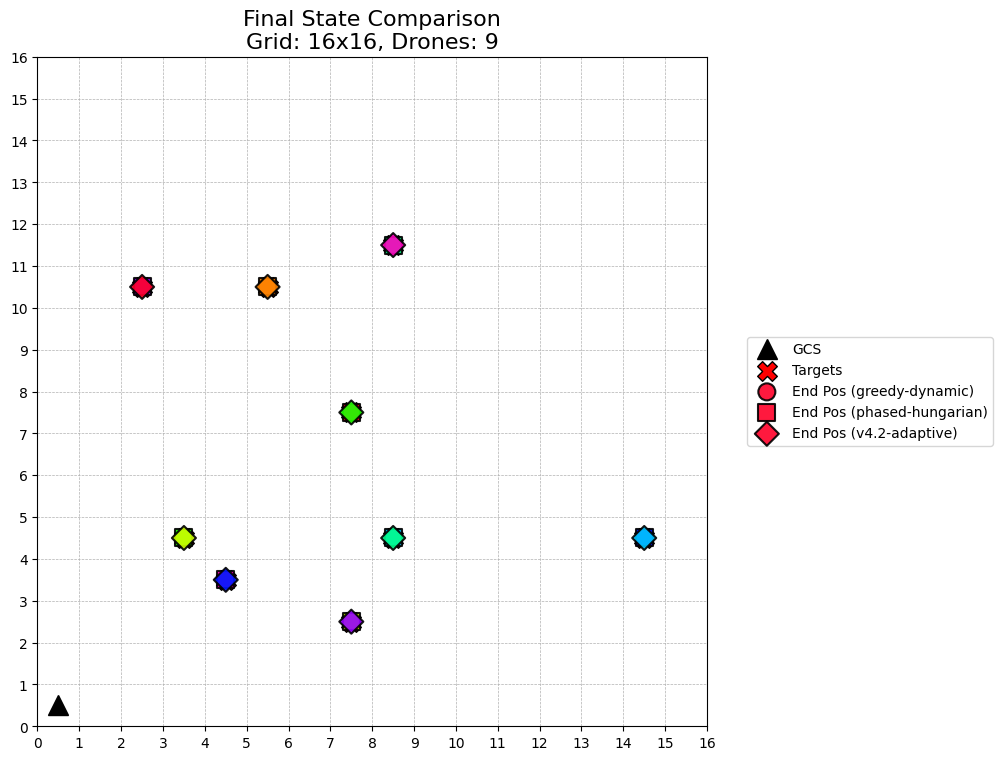 Final State Comparison
Grid: 16x16, Drones: 9
16
15
14
13
12
11
10
9
8
7
6
5
4
3
2
1
0
0 1 2 3 4 5 6 7 8 9 10 11 12 13 14 15 16
GCS
Targets
End Pos (greedy-dynamic)
End Pos (phased-hungarian)
End Pos (v4.2-adaptive)